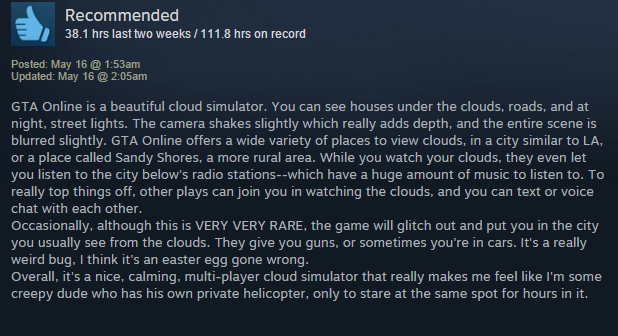 Recommended
38.1 hrs last two weeks / 111.8 hrs on record
Posted: May 16 @ 1:53am
Updated: May 16 @ 2:05am
GTA Online is a beautiful cloud simulator. You can see houses under the clouds, roads, and at
night, street lights. The camera shakes slightly which really adds depth, and the entire scene is
blurred slightly. GTA Online offers a wide variety of places to view clouds, in a city similar to LA,
or a place called Sandy Shores, a more rural area. While you watch your clouds, they even let
you listen to the city below's radio stations--which have a huge amount of music to listen to. To
really top things off, other plays can join you in watching the clouds, and you can text or voice
chat with each other.
Occasionally, although this is VERY VERY RARE, the game will glitch out and put you in the city
you usually see from the clouds. They give you guns, or sometimes you're in cars. It's a really
weird bug, I think it's an easter egg gone wrong.
Overall, it's a nice, calming, multi-player cloud simulator that really makes me feel like I'm some
creepy dude who has his own private helicopter, only to stare at the same spot for hours in it.